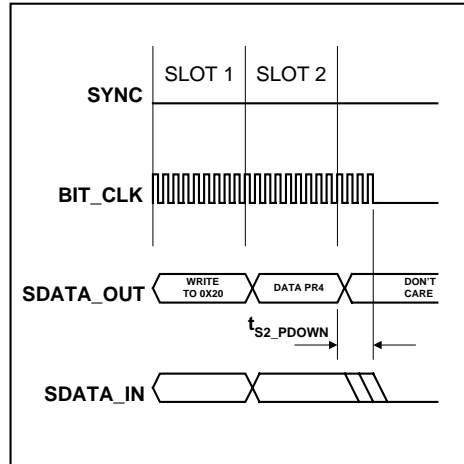 SLOT 1 SLOT 2
SYNC
BIT_CLK
SDATA_OUT
WRITE
TO 0X20
DATA PR4
DON'T
CARE
tS2_PDOWN
SDATA_IN